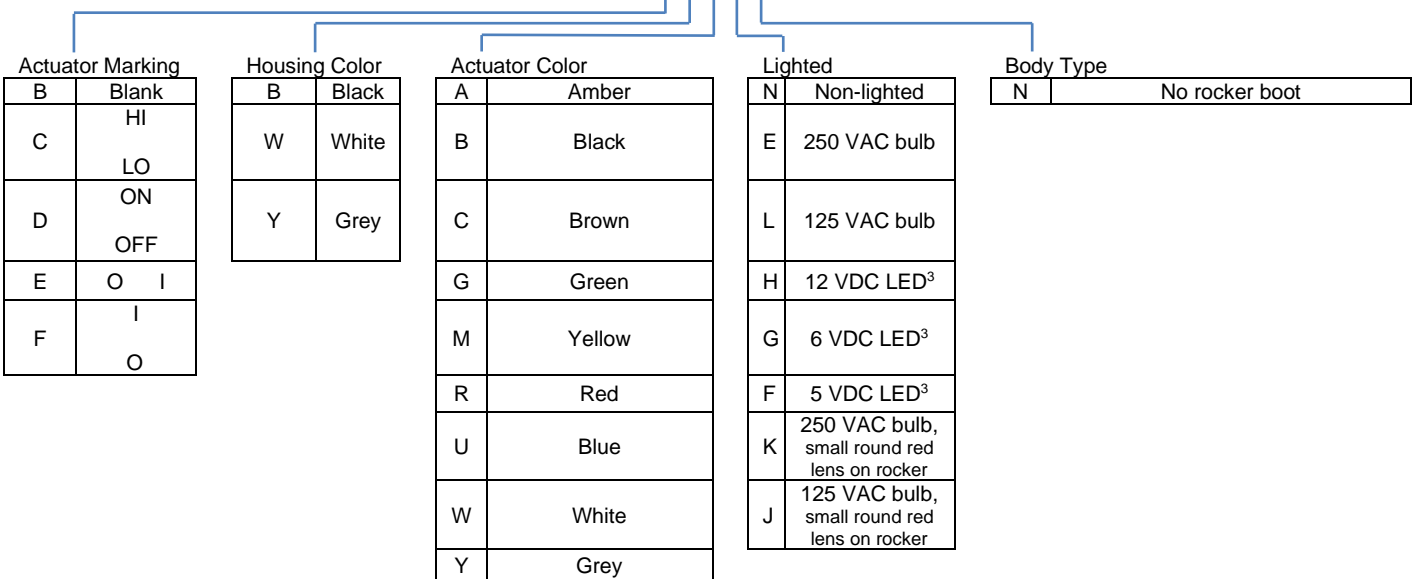 Actuator Marking
B Blank
C HI
LO
D ON
OFF
E O I
F I
O
Housing Color
B Black
W White
Y Grey
Actuator Color
A Amber
B Black
C Brown
G Green
M Yellow
R Red
U Blue
W White
Y Grey
Lighted
N Non-lighted
E 250 VAC bulb
L 125 VAC bulb
H 12 VDC LED³
G 6 VDC LED³
F 5 VDC LED³
K 250 VAC bulb,
small round red
lens on rocker
J 125 VAC bulb,
small round red
lens on rocker
Body Type
N No rocker boot